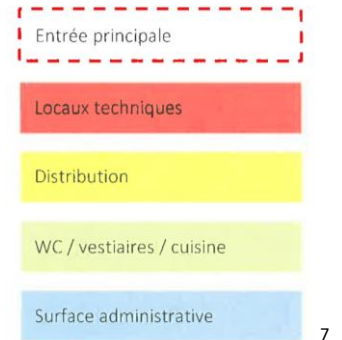 Entrée principale
Locaux techniques
Distribution
WC / vestiaires / cuisine
Surface administrative
7